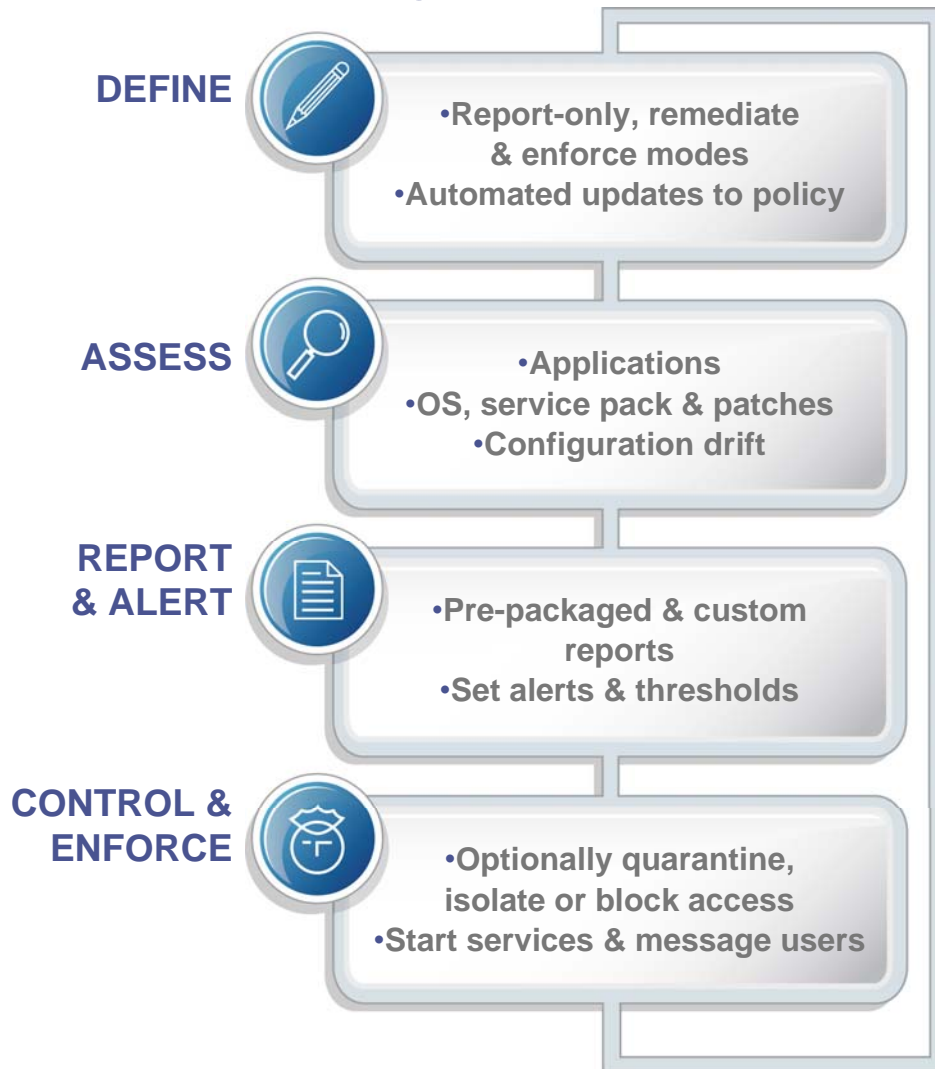 DEFINE
•Report-only, remediate
& enforce modes
•Automated updates to policy
ASSESS
•Applications
•OS, service pack & patches
•Configuration drift
REPORT
& ALERT
•Pre-packaged & custom
reports
•Set alerts & thresholds
CONTROL &
ENFORCE
•Optionally quarantine,
isolate or block access
•Start services & message users